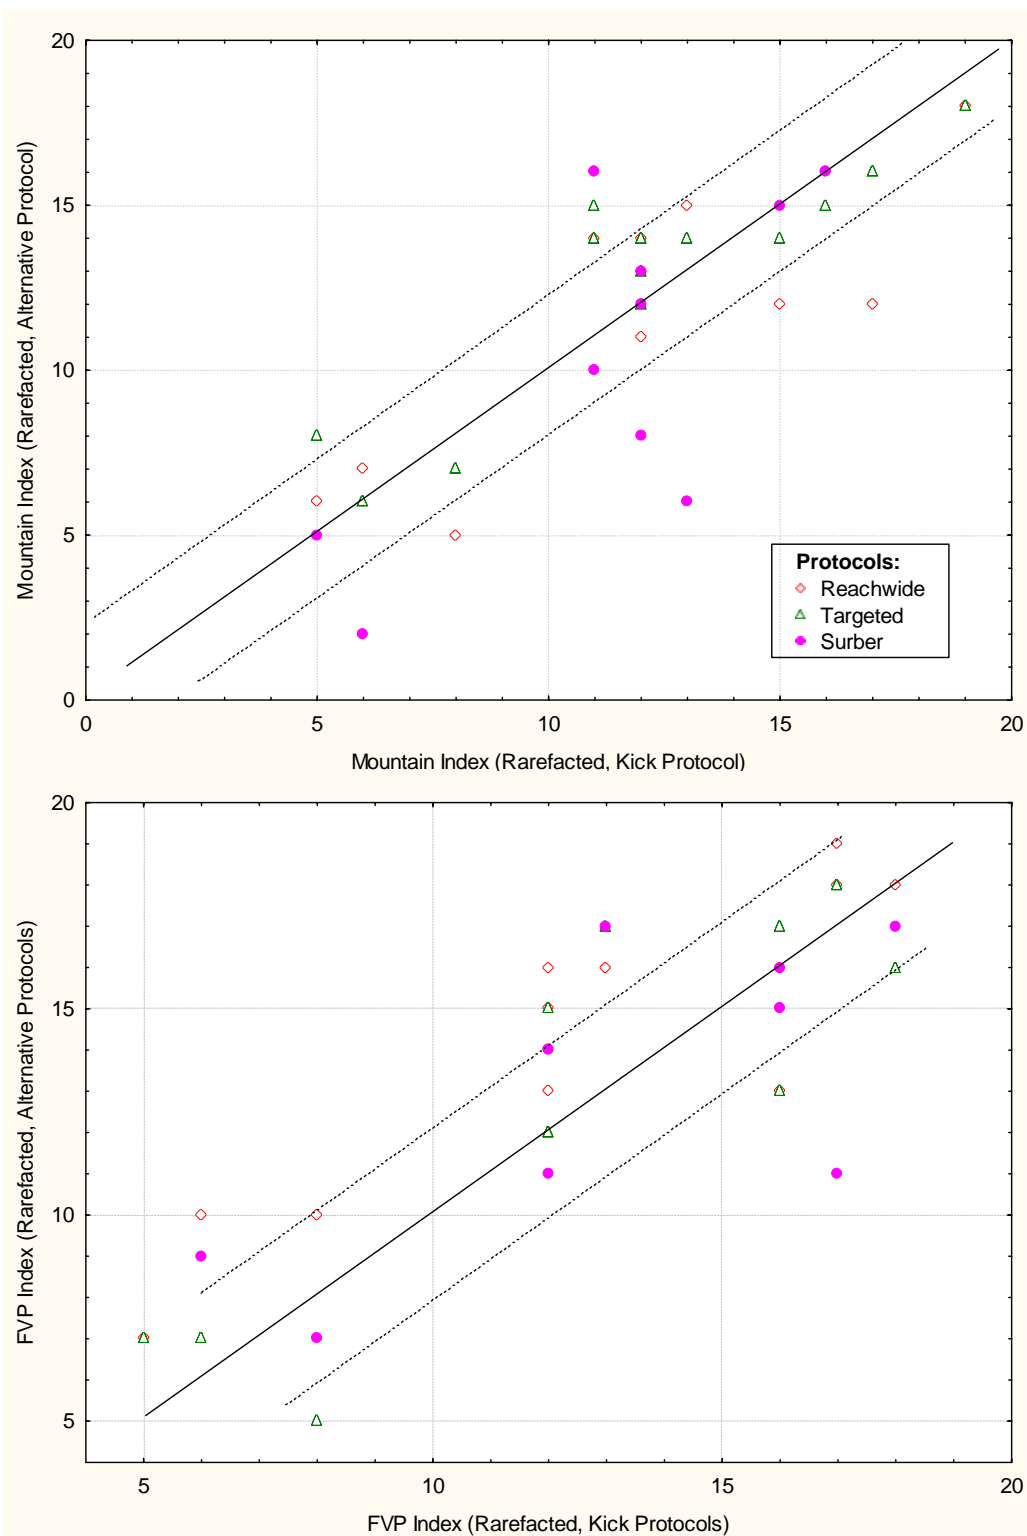 20
15
10
5
0
Mountain Index (Rarefacted, Alternative Protocol)
Protocols:
Reachwide
Targeted
Surber
0 5 10 15 20
Mountain Index (Rarefacted, Kick Protocol)
20
15
10
5
FVP Index (Rarefacted, Alternative Protocols)
5 10 15 20
FVP Index (Rarefacted, Kick Protocols)